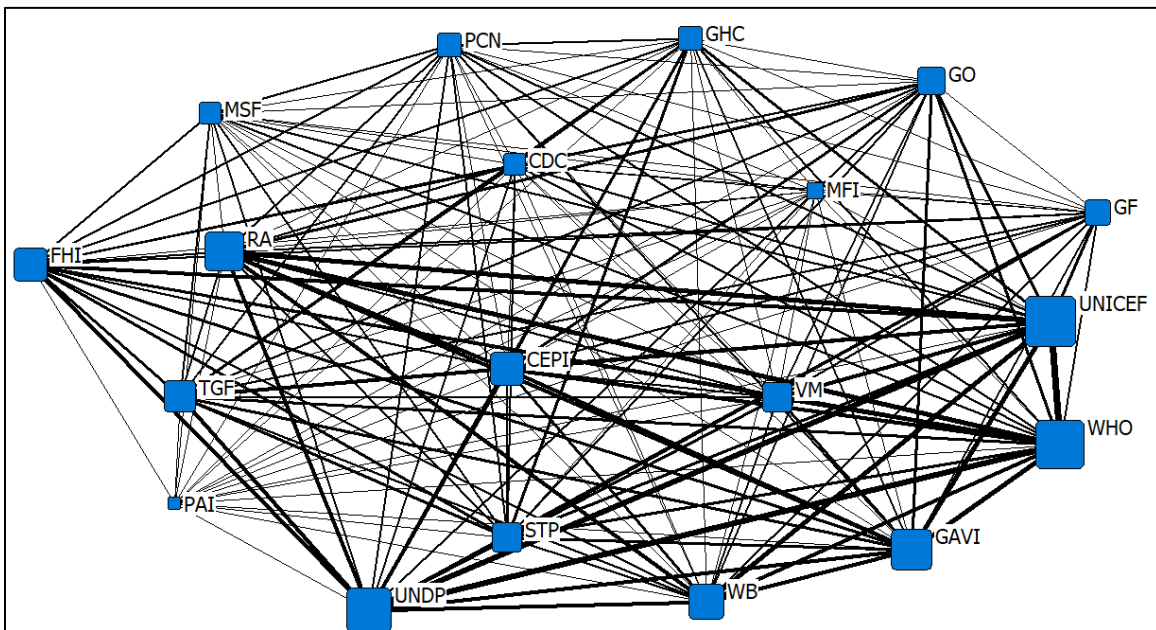 PCN
GHC
GO
MSF
CDC
MFI
GF
FHI
RA
UNICEF
CEPI
TGF
VM
WHO
PAI
STP
GAVI
UNDP
WB